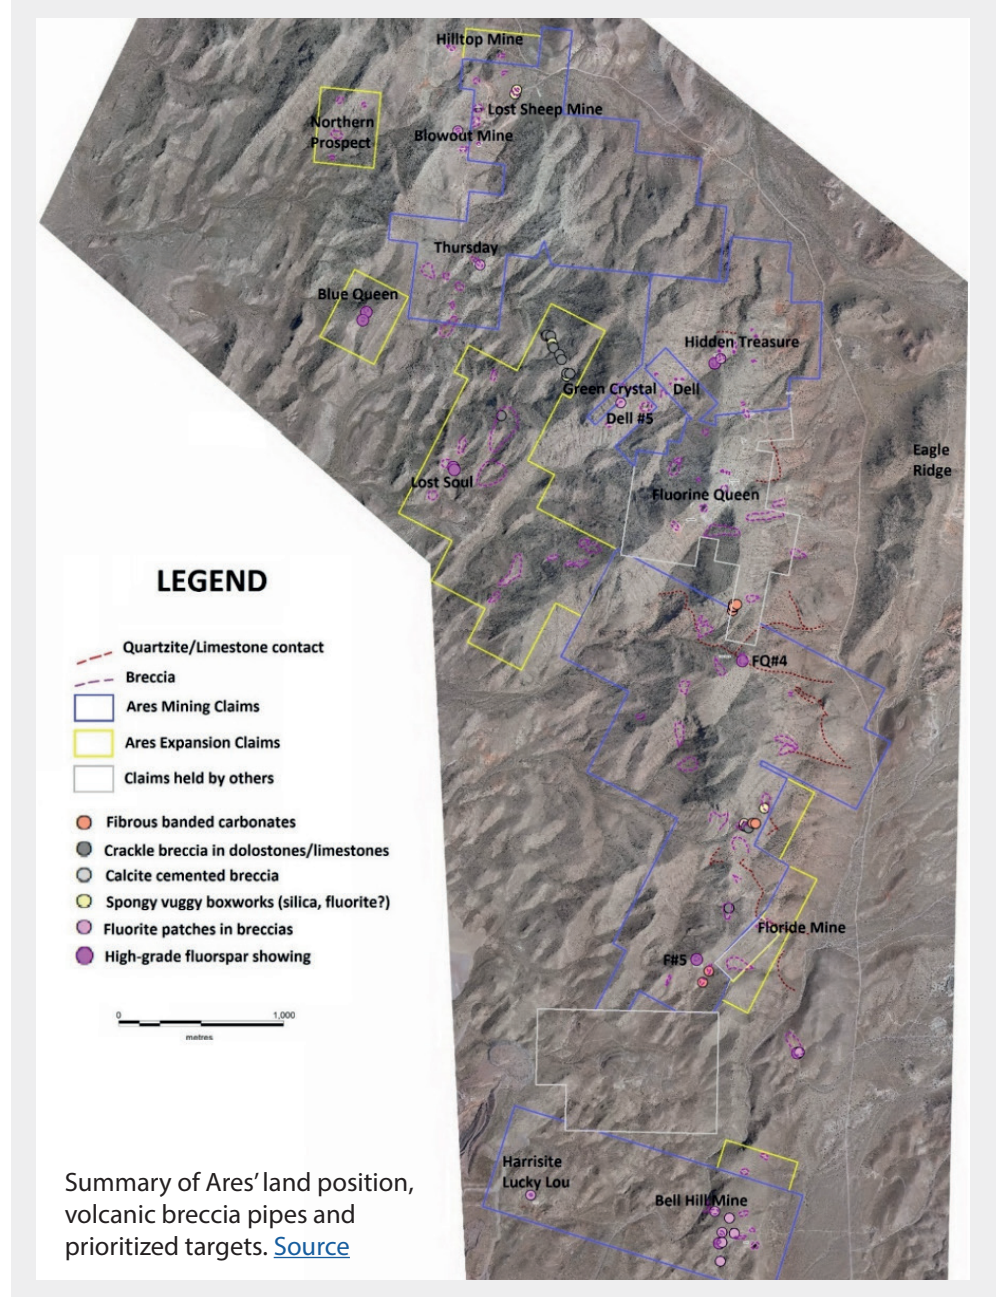 Hilltop Mine
Lost Sheep Mine
Northern
Prospect
Blowout Mine
Thursday
Blue Queen
Hidden Treasure
Green Crystal
Dell
Dell #5
Eagle
Ridge
Lost Soul
Fluorine Queen
LEGEND
Quartzite/Limestone contact
Breccia
Ares Mining Claims
Ares Expansion Claims
Claims held by others
Fibrous banded carbonates
Crackle breccia in dolostones/limestones
Calcite cemented breccia
Spongy vuggy boxworks (silica, fluorite?)
Fluorite patches in breccias
High-grade fluorspar showing
0 1,000
metres
FQ#4
Floride Mine
F#5
Harrisite
Lucky Lou
Bell Hill Mine
Summary of Ares' land position,
volcanic breccia pipes and
prioritized targets. Source